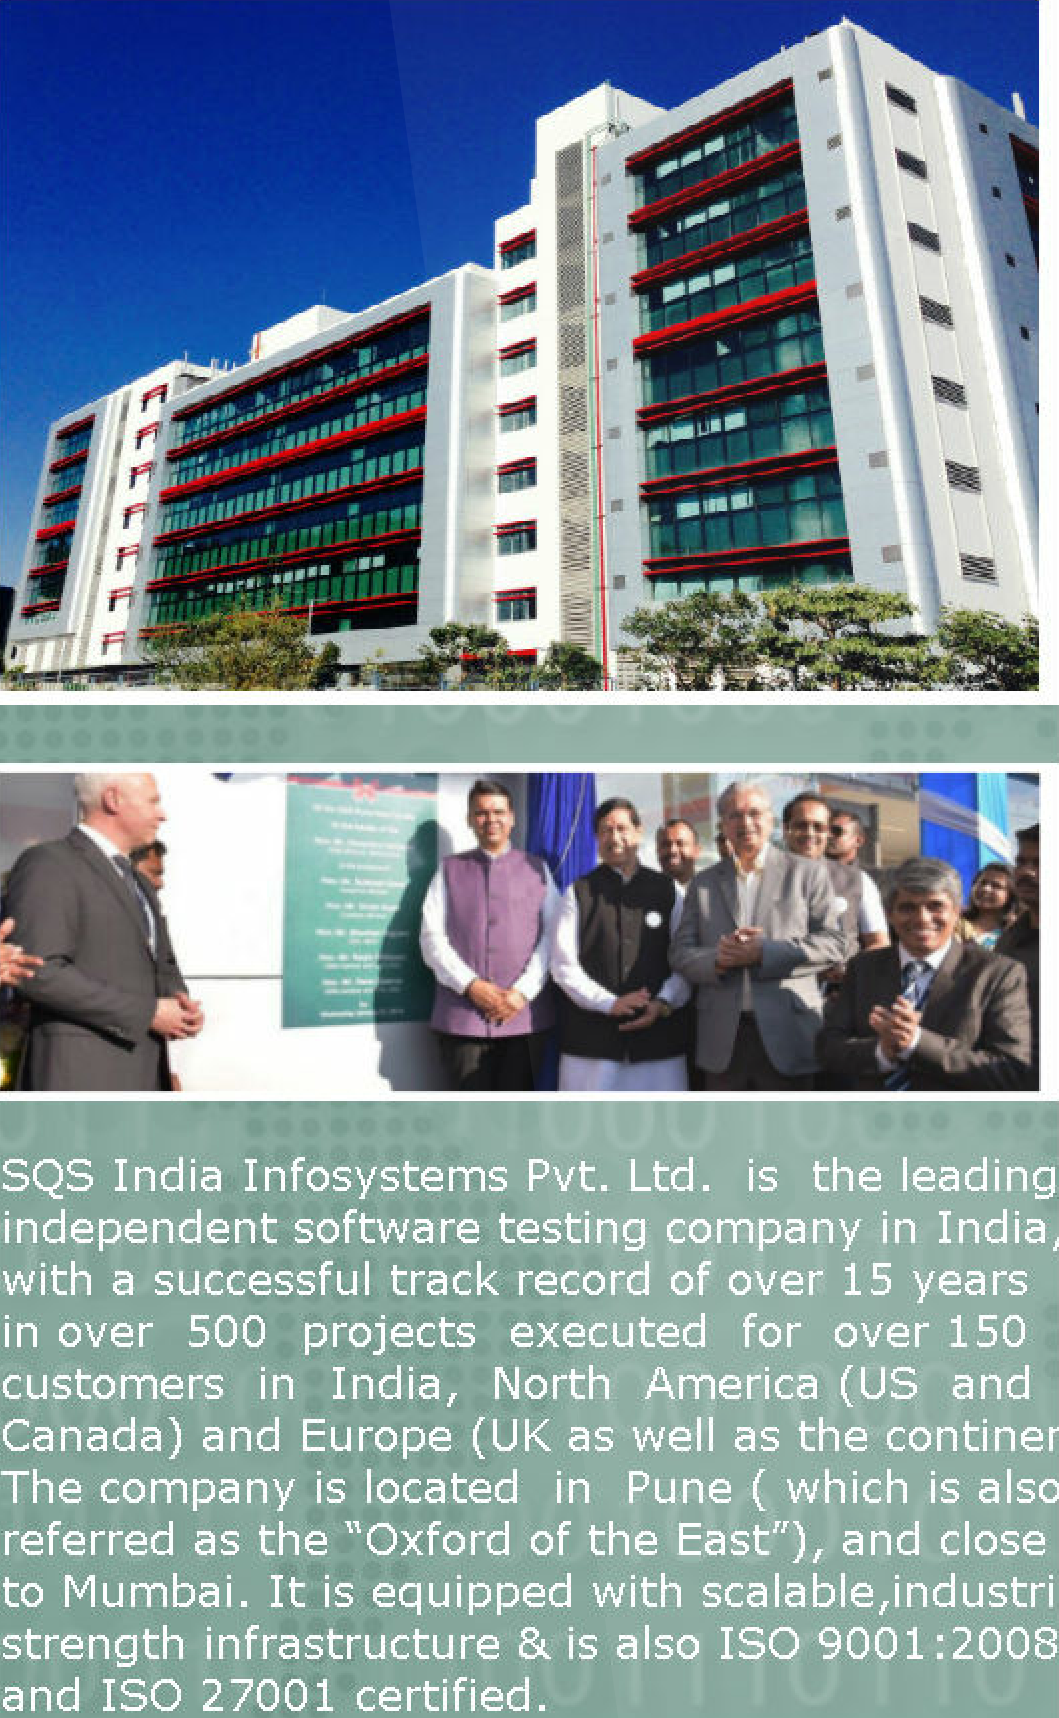 SQS India Infosystems Pvt. Ltd. is the leading
independent software testing company in India,
with a successful track record of over 15 years
in over 500 projects executed for over 150
customers in India, North America (US and
Canada) and Europe (UK as well as the continen
The company is located in Pune ( which is also
referred as the “Oxford of the East”), and close
to Mumbai. It is equipped with scalable,industri
strength infrastructure & is also ISO 9001:2008
and ISO 27001 certified.